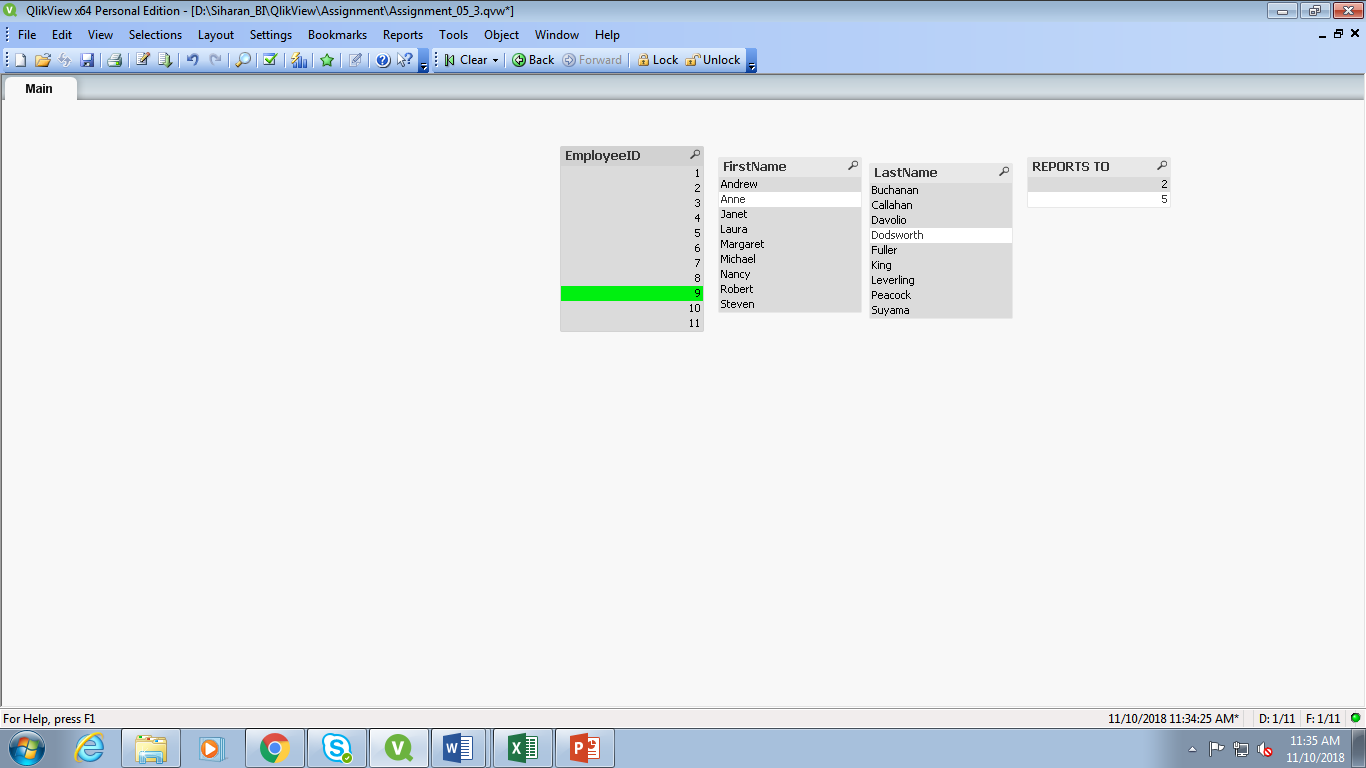 QlikView x64 Personal Edition - [D:\Siharan_BI\QlikView\Assignment\Assignment_05_3.qvw*]
File Edit View Selections Layout Settings Bookmarks Reports Tools Object Window Help
Clear Back Forward Lock Unlock
Main
EmployeeID
1
2
3
4
5
6
7
8
9
10
11
FirstName
Andrew
Anne
Janet
Laura
Margaret
Michael
Nancy
Robert
Steven
LastName
Buchanan
Callahan
Davolio
Dodsworth
Fuller
King
Leverling
Peacock
Suyama
REPORTS TO
2
5
For Help, press F1
11/10/2018 11:34:25 AM* D: 1/11 F: 1/11
11:35 AM
11/10/2018